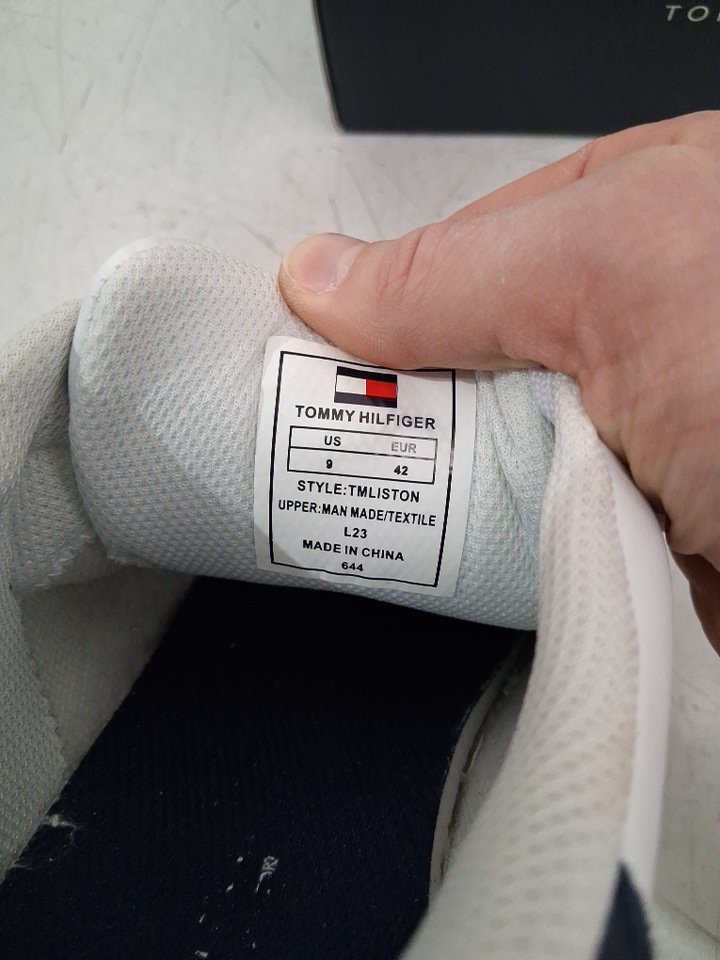 TOMMY HILFIGER
US EUR
9 42
STYLE:TMLISTON
UPPER:MAN MADE/TEXTILE
L23
MADE IN CHINA
644